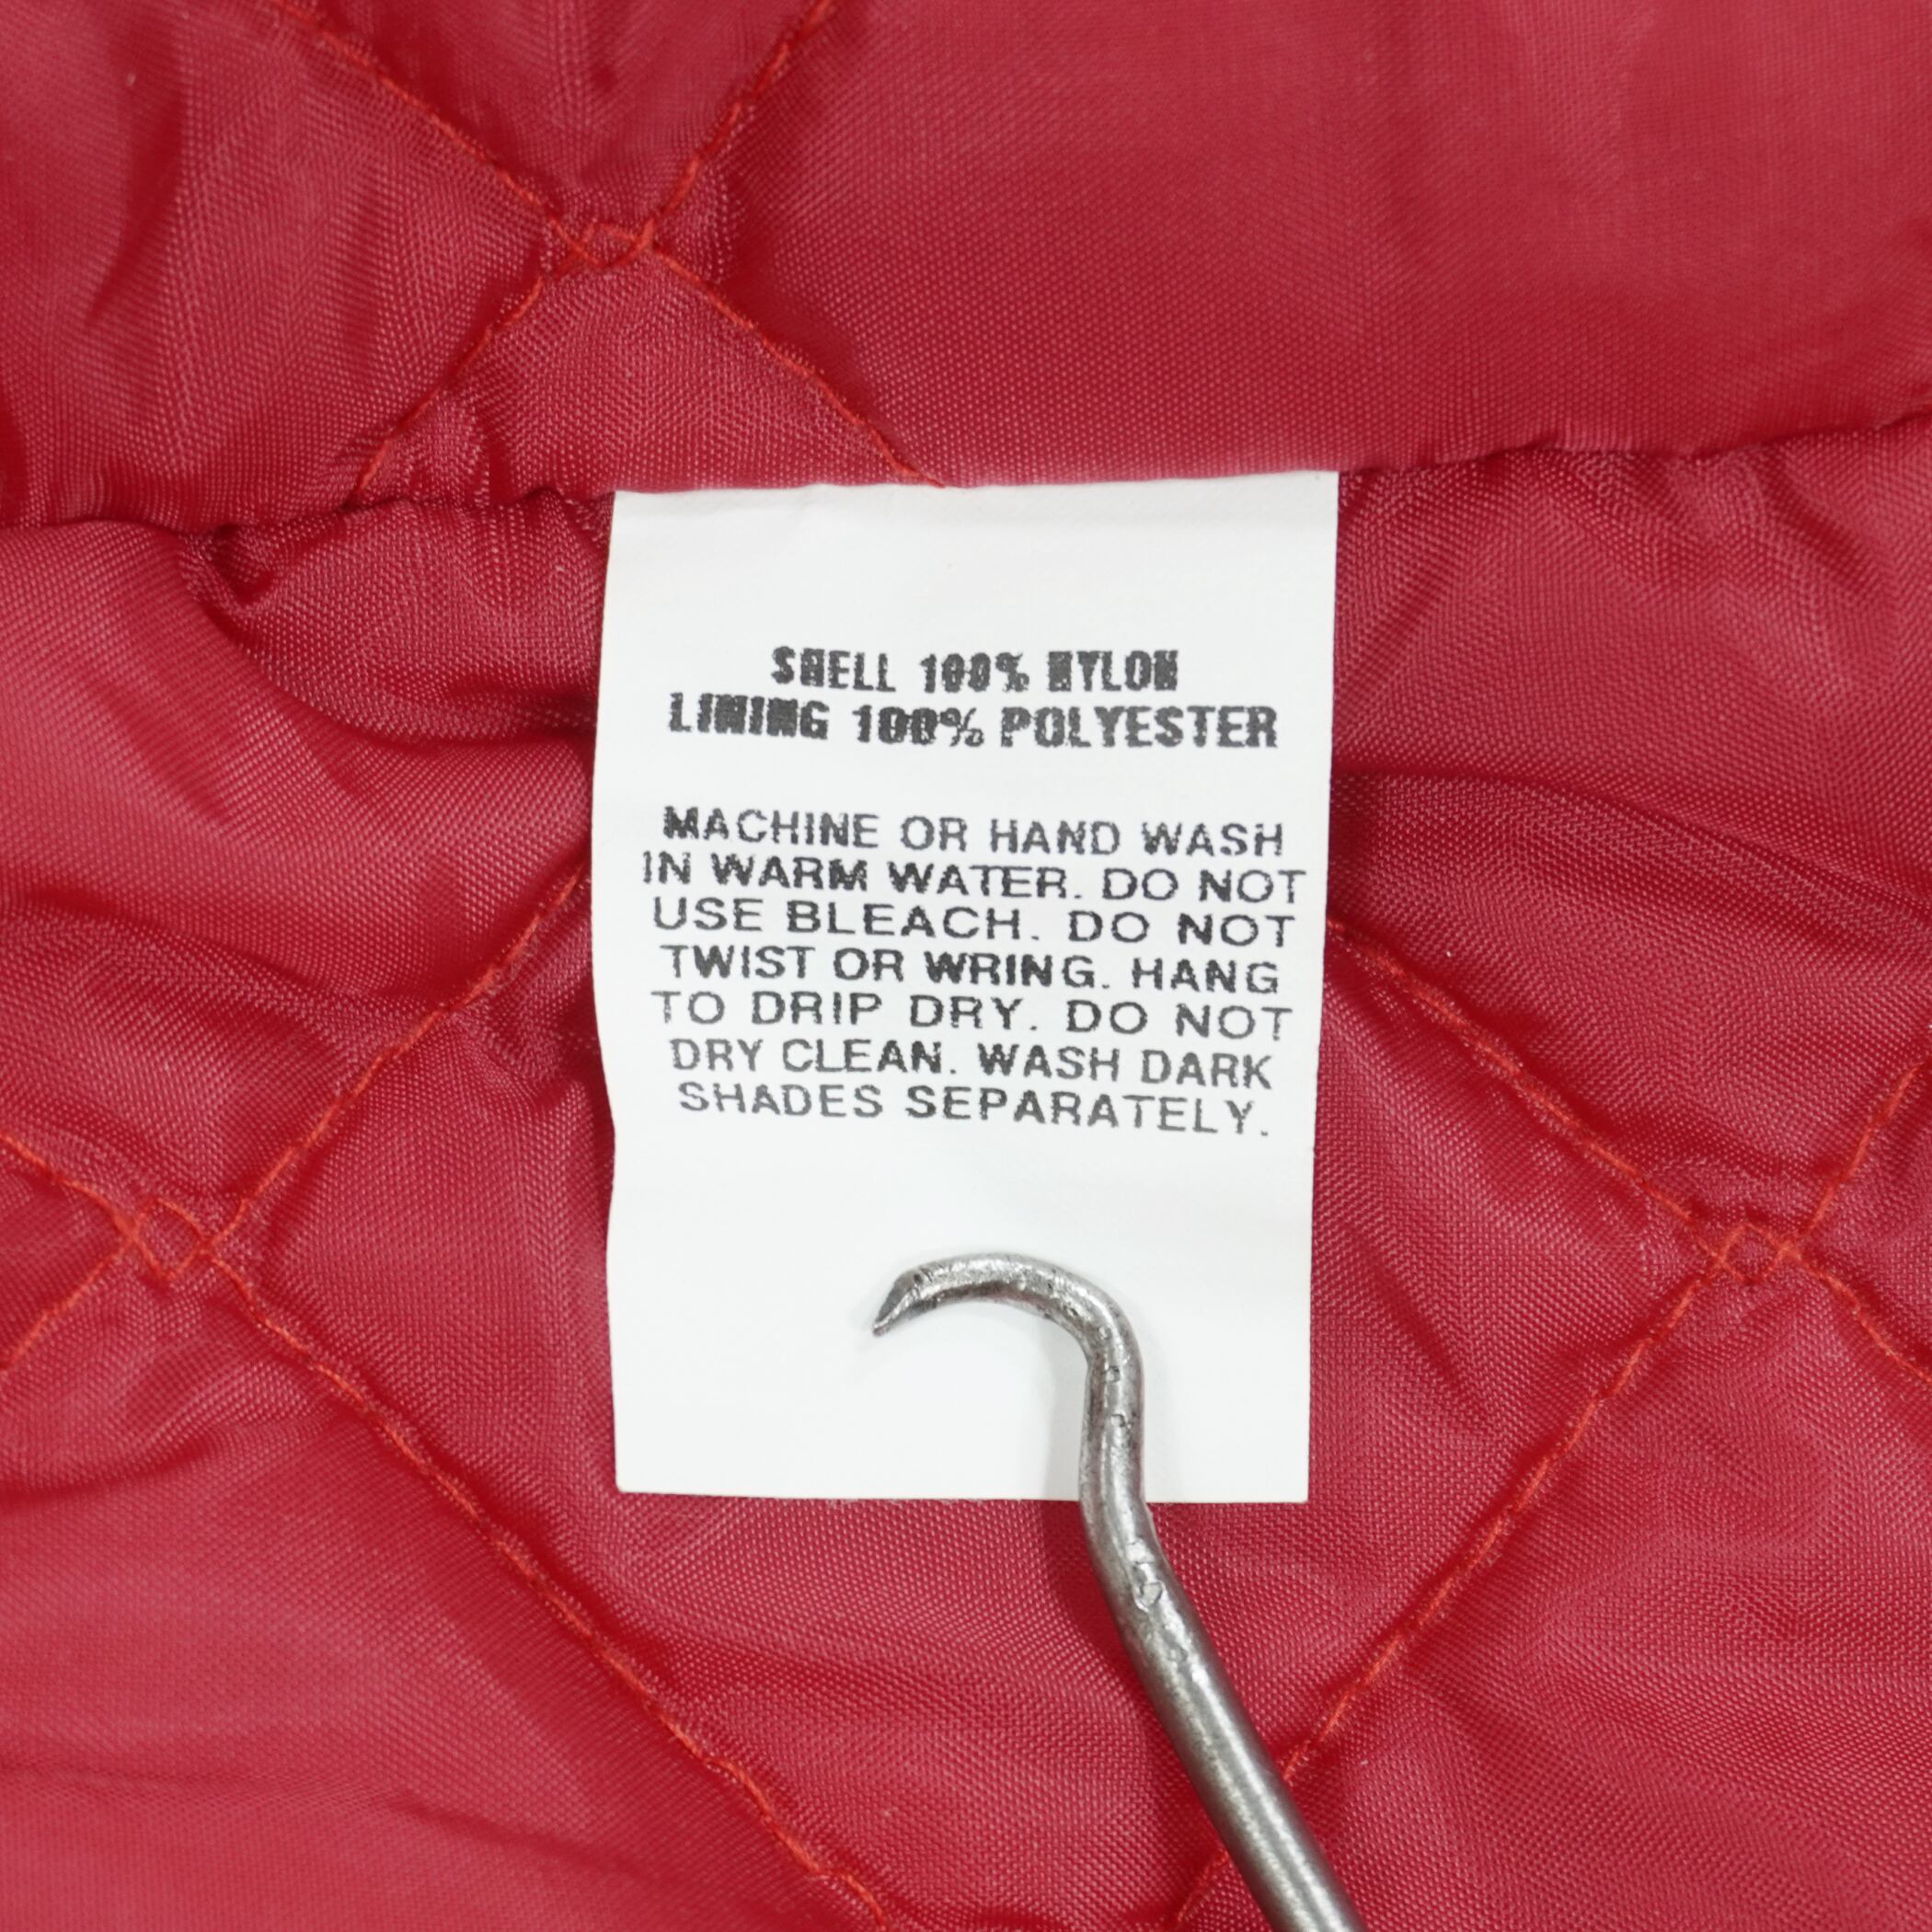 SHELL 100% NYLON
LINING 100% POLYESTER
MACHINE OR HAND WASH
IN WARM WATER. DO NOT
USE BLEACH. DO NOT
TWIST OR WRING. HANG
TO DRIP DRY. DO NOT
DRY CLEAN. WASH DARK
SHADES SEPARATELY.